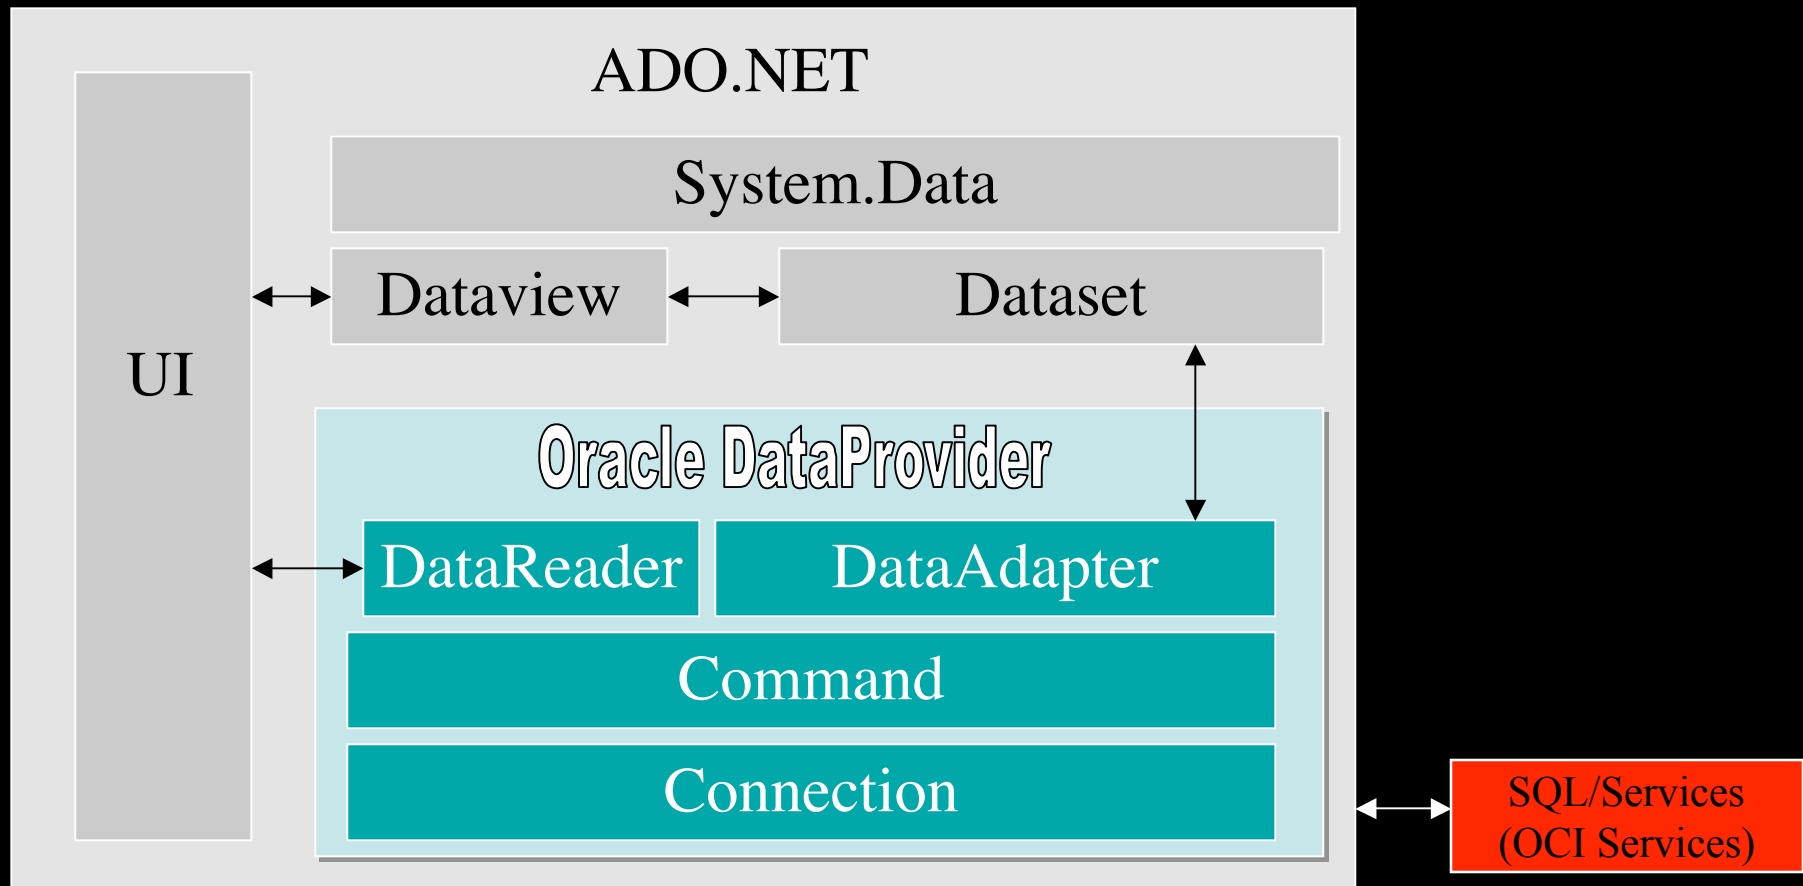 ADO.NET
System.Data
Dataview
Dataset
UI
Oracle DataProvider
DataReader
DataAdapter
Command
Connection
SQL/Services
(OCI Services)